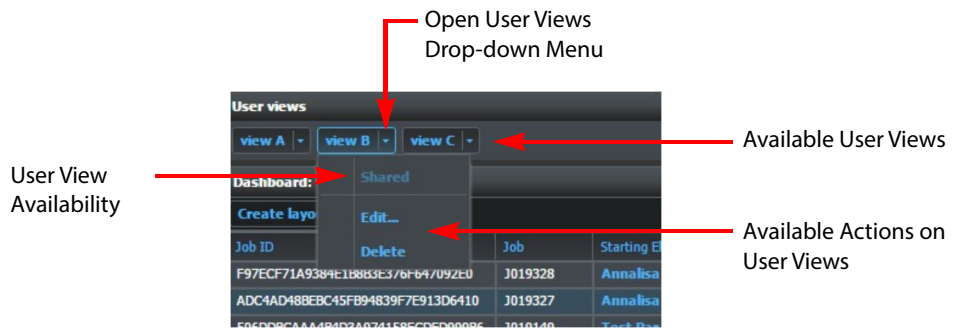 Open User Views
Drop-down Menu
User views
view A
view B
view C
Available User Views
User View
Availability
Dashboard:
Shared
Create layo
Edit...
Delete
Available Actions on
User Views
Job ID
Job
Starting El
F97ECF71A9384E1B8B3E376F647092E0 J019328 Annalisa
ADC4AD48BEBC45FB94839F7E913D6410 J019327 Annalisa